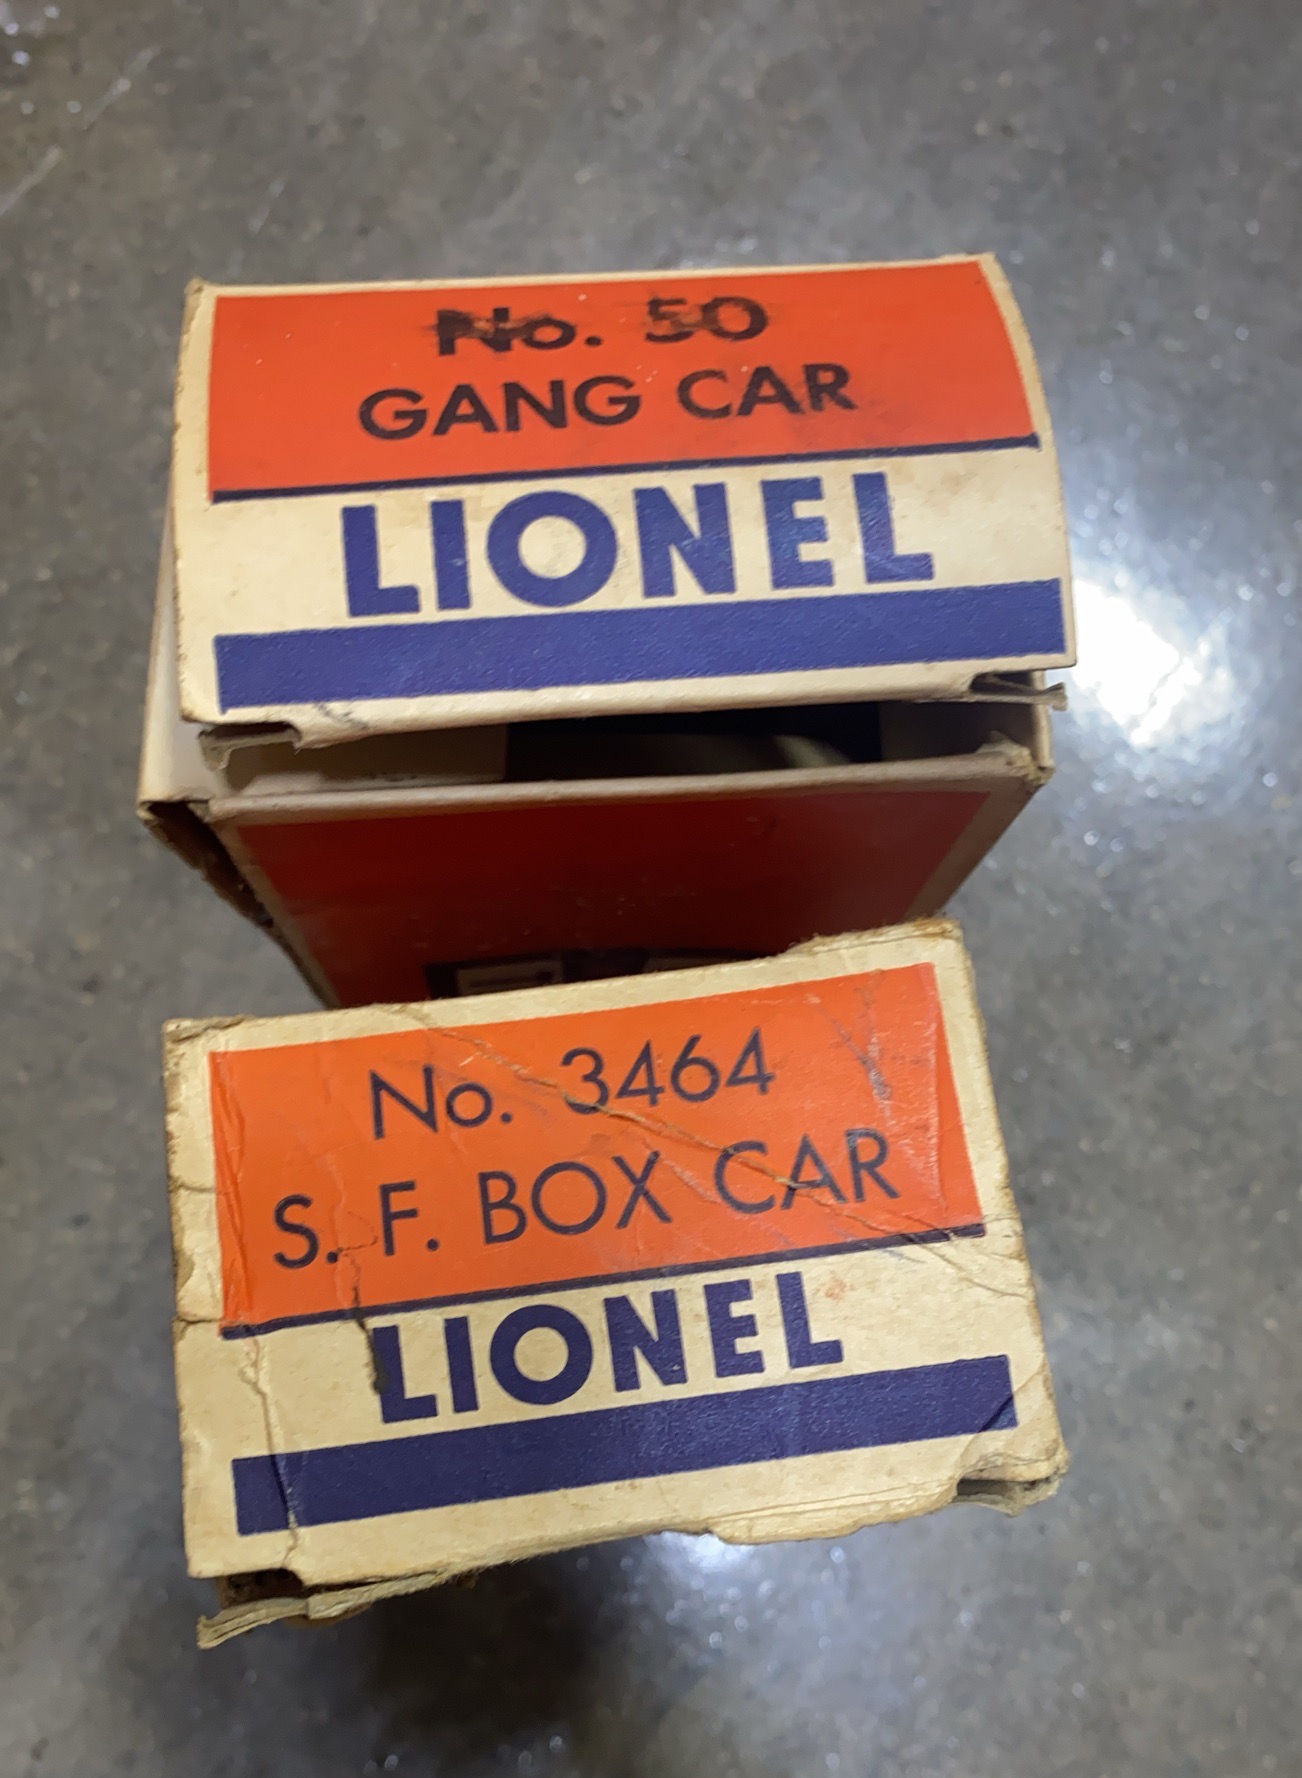 No. 50
GANG CAR
LIONEL
No. 3464
S. F. BOX CAR
LIONEL